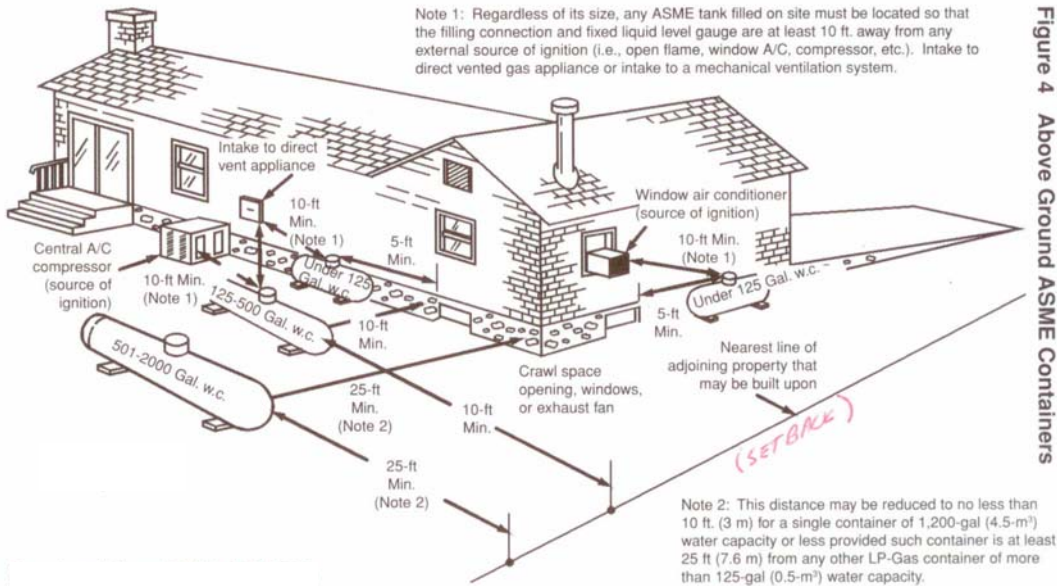 Note 1: Regardless of its size, any ASME tank filled on site must be located so that
the filling connection and fixed liquid level gauge are at least 10 ft. away from any
external source of ignition (i.e., open flame, window A/C, compressor, etc.). Intake to
direct vented gas appliance or intake to a mechanical ventilation system.
Figure 4 Above Ground ASME Containers
Intake to direct
vent appliance
10-ft
Min.
(Note 1)
5-ft
Min.
Window air conditioner
(source of ignition)
10-ft Min.
(Note 1)
Central A/C
compressor
(source of
ignition)
10-ft Min.
(Note 1)
Under 125
Gal. w.c.
125-500 Gal. w.c.
10-ft
Min.
Under 125 Gal. w.c.
5-ft
Min.
501-2000 Gal. w.c.
25-ft
Min.
(Note 2)
Crawl space
opening, windows,
or exhaust fan
Nearest line of
adjoining property that
may be built upon
10-ft
Min.
(SETBACK)
25-ft
Min.
(Note 2)
Note 2: This distance may be reduced to no less than
10 ft. (3 m) for a single container of 1,200-gal (4.5-m³)
water capacity or less provided such container is at least
25 ft (7.6 m) from any other LP-Gas container of more
than 125-gal (0.5-m³) water capacity.